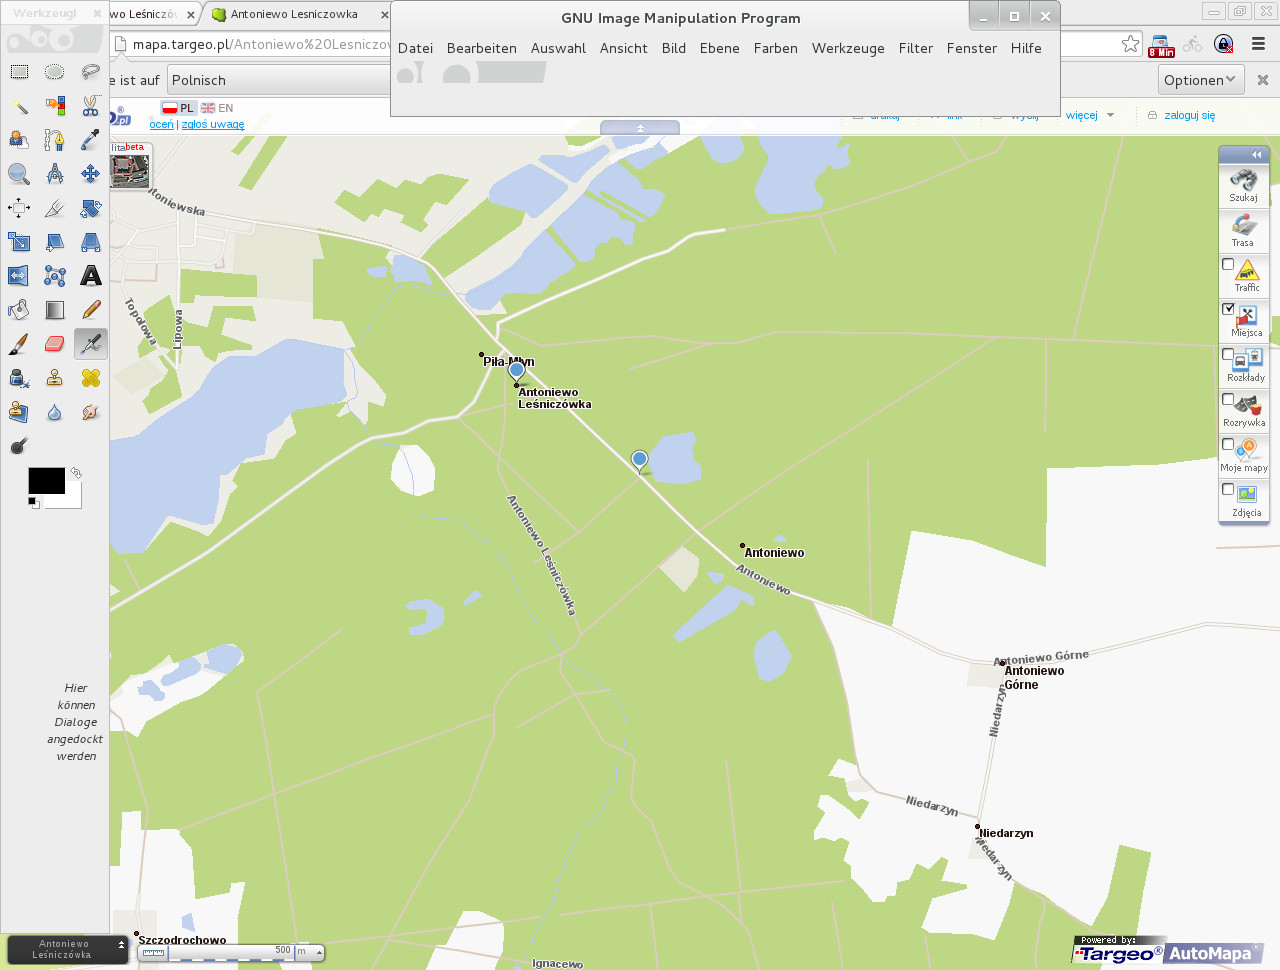 Werkzeugl
wo Leśniczów
Antoniewo Lesniczowka
GNU Image Manipulation Program
Datei Bearbeiten Auswahl Ansicht Bild Ebene Farben Werkzeuge Filter Fenster Hilfe
mapa.targeo.pl/Antoniewo%20Lesniczov
8 Min
e ist auf
Polnisch
Optionen
PL EN
.pl
oceń | zgłoś uwagę
więcej
zaloguj się
lita
beta
toniewska
Szukaj
Trasa
Traffic
Miejsca
Rozkłady
Rozrywka
Moje mapy
Zdjęcia
Topolowa
Lipowa
Piła-Młyn
Antoniewo
Leśniczówka
Antoniewo Leśniczówka
Antoniewo
Antoniewo
Antoniewo Górne
Antoniewo
Górne
Niedarzyn
Niedarzyn
Niedarzyn
Niedarzyn
Hier
können
Dialoge
angedockt
werden
Szczodrochowo
Antoniewo
Leśniczówka
500 m
Ignacewo
Powered by:
Targeo®
AutoMapa®